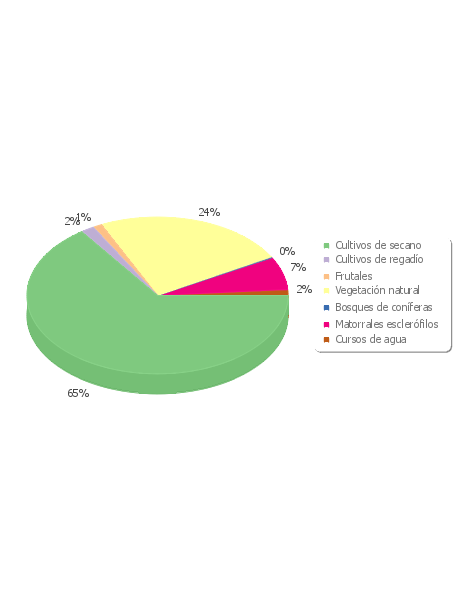 24%
2%
1%
0%
7%
2%
65%
Cultivos de secano
Cultivos de regadío
Frutales
Vegetación natural
Bosques de coníferas
Matorrales esclerófilos
Cursos de agua